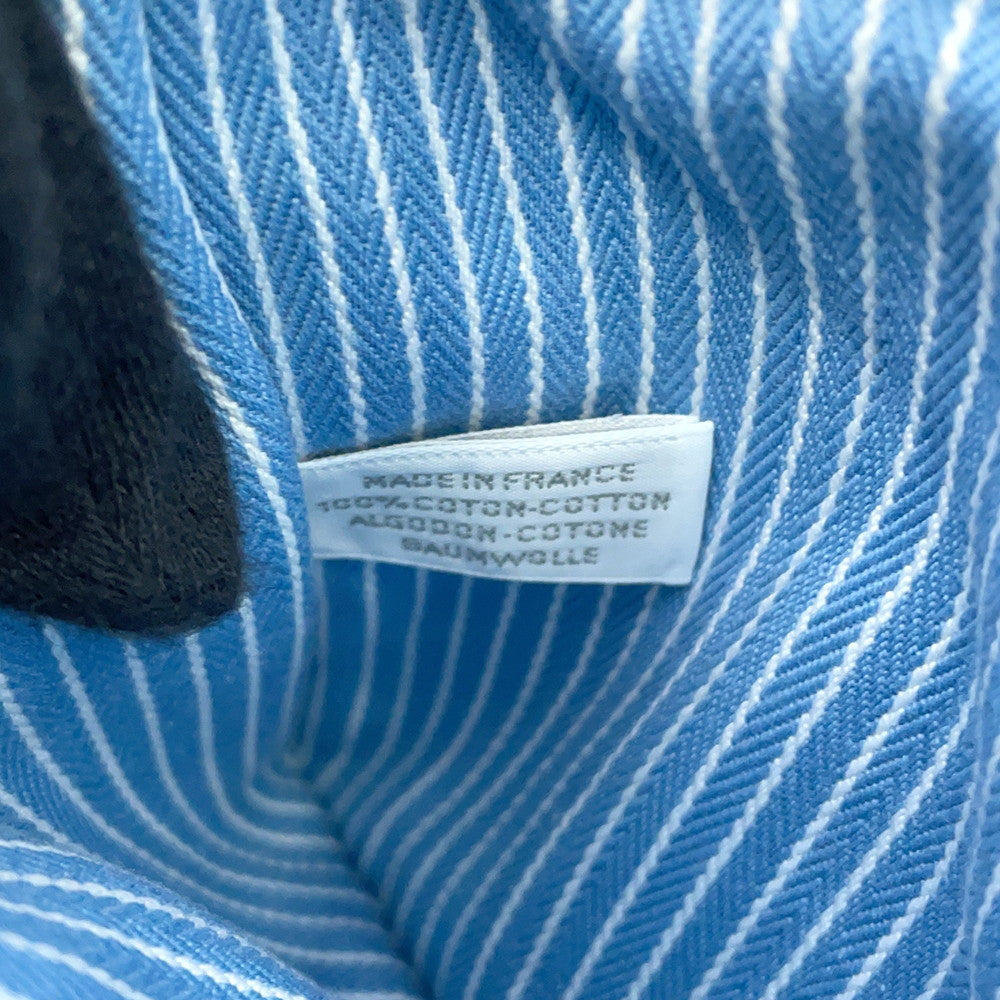 MADE IN FRANCE
100% COTON-COTTON
ALGODON-COTONE
BAUMWOLLE